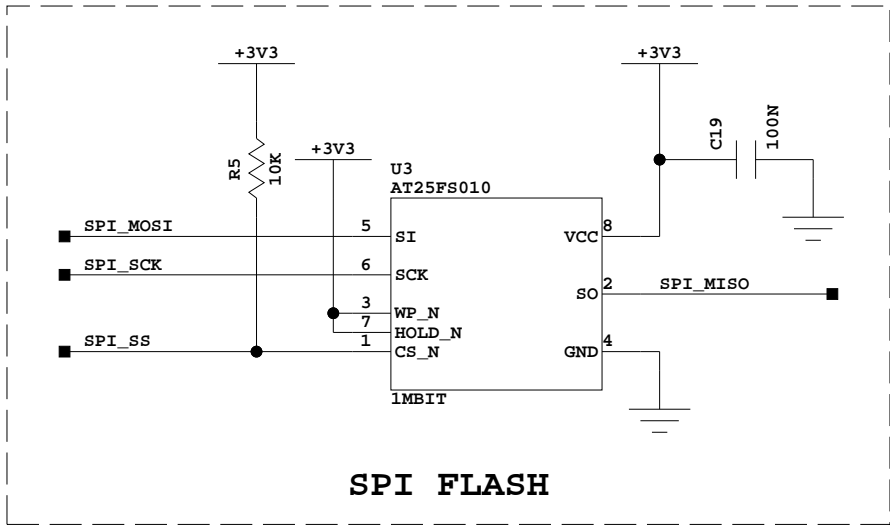 +3V3
+3V3
R5
10K
+3V3
C19
100N
U3
AT25FS010
SPI_MOSI
5
SI
VCC
8
SPI_SCK
6
SCK
SO
2
SPI_MISO
3
WP_N
7
HOLD_N
SPI_SS
1
CS_N
GND
4
1MBIT
SPI FLASH